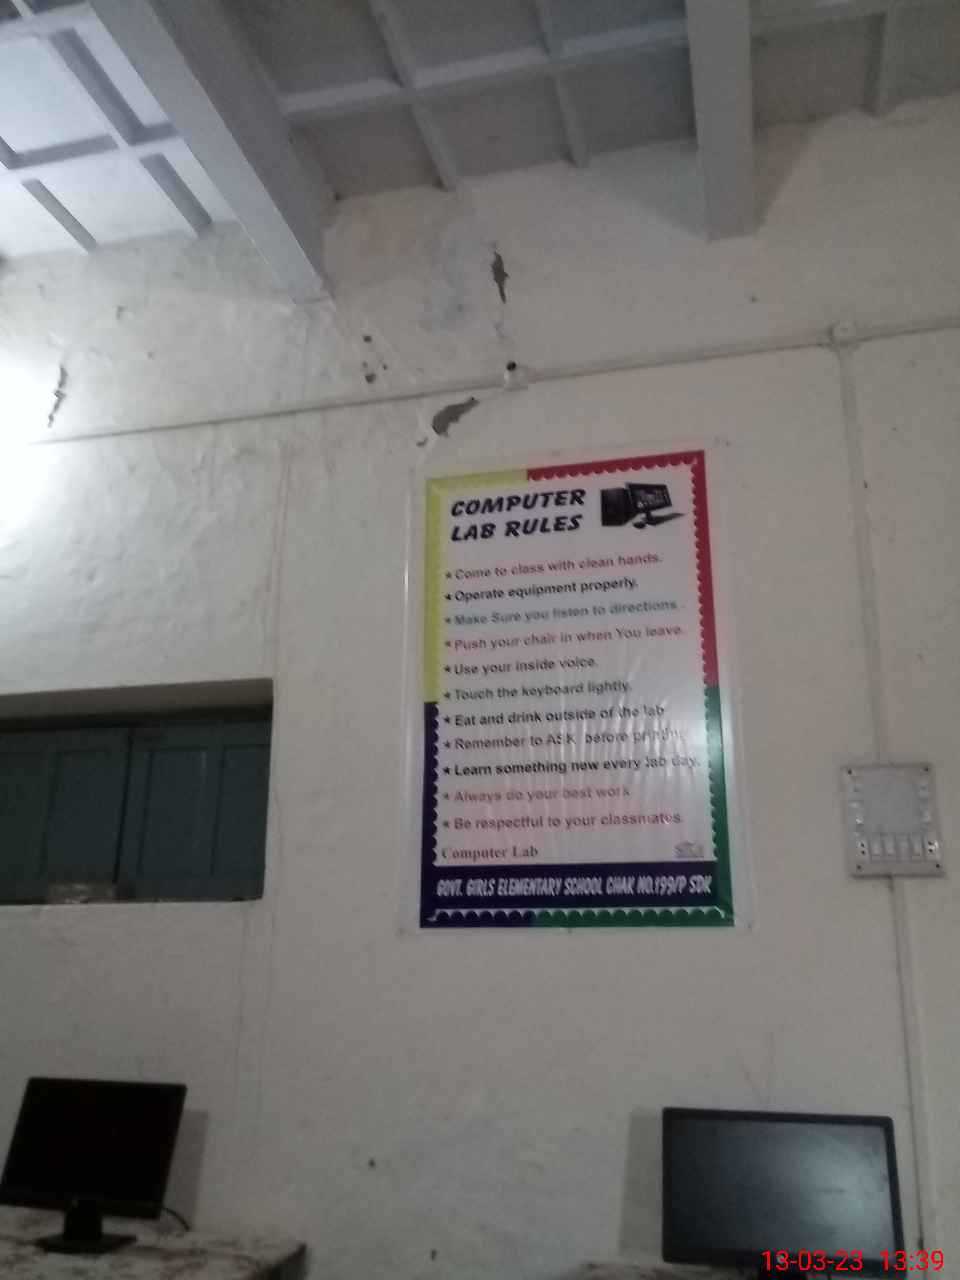 COMPUTER
LAB RULES
★ Come to class with clean hands.
★ Operate equipment properly.
★ Make Sure you listen to directions .
★ Push your chair in when You leave.
★ Use your inside voice.
★ Touch the keyboard lightly.
★ Eat and drink outside of the lab
★ Remember to ASK before printing
★ Learn something new every lab day.
★ Always do your best work
★ Be respectful to your classmates.
Computer Lab
GOVT. GIRLS ELEMENTARY SCHOOL CHAK NO.199/P SDK
13-03-23 13:39